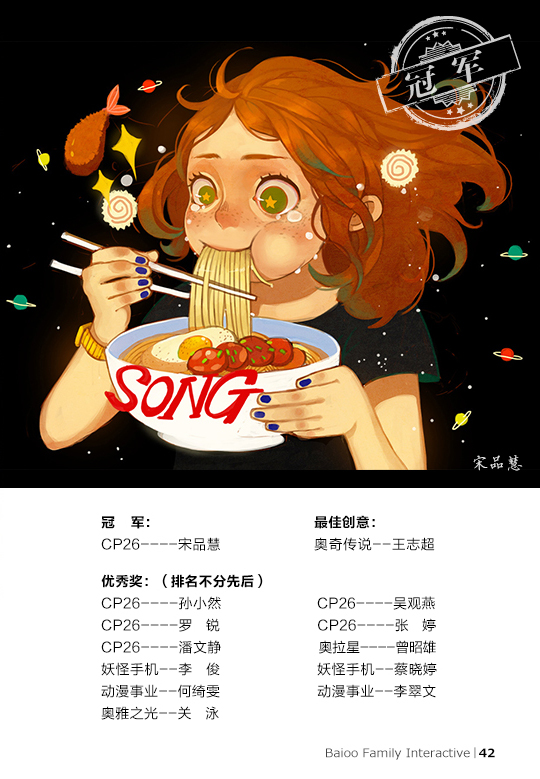 冠军
SONG
宋品慧
冠　军：
CP26----宋品慧
最佳创意：
奥奇传说--王志超
优秀奖：（排名不分先后）
CP26----孙小然
CP26----吴观燕
CP26----罗　锐
CP26----张　婷
CP26----潘文静
奥拉星----曾昭雄
妖怪手机--李　俊
妖怪手机--蔡晓婷
动漫事业--何绮雯
动漫事业--李翠文
奥雅之光--关　泳
Baioo Family Interactive | 42